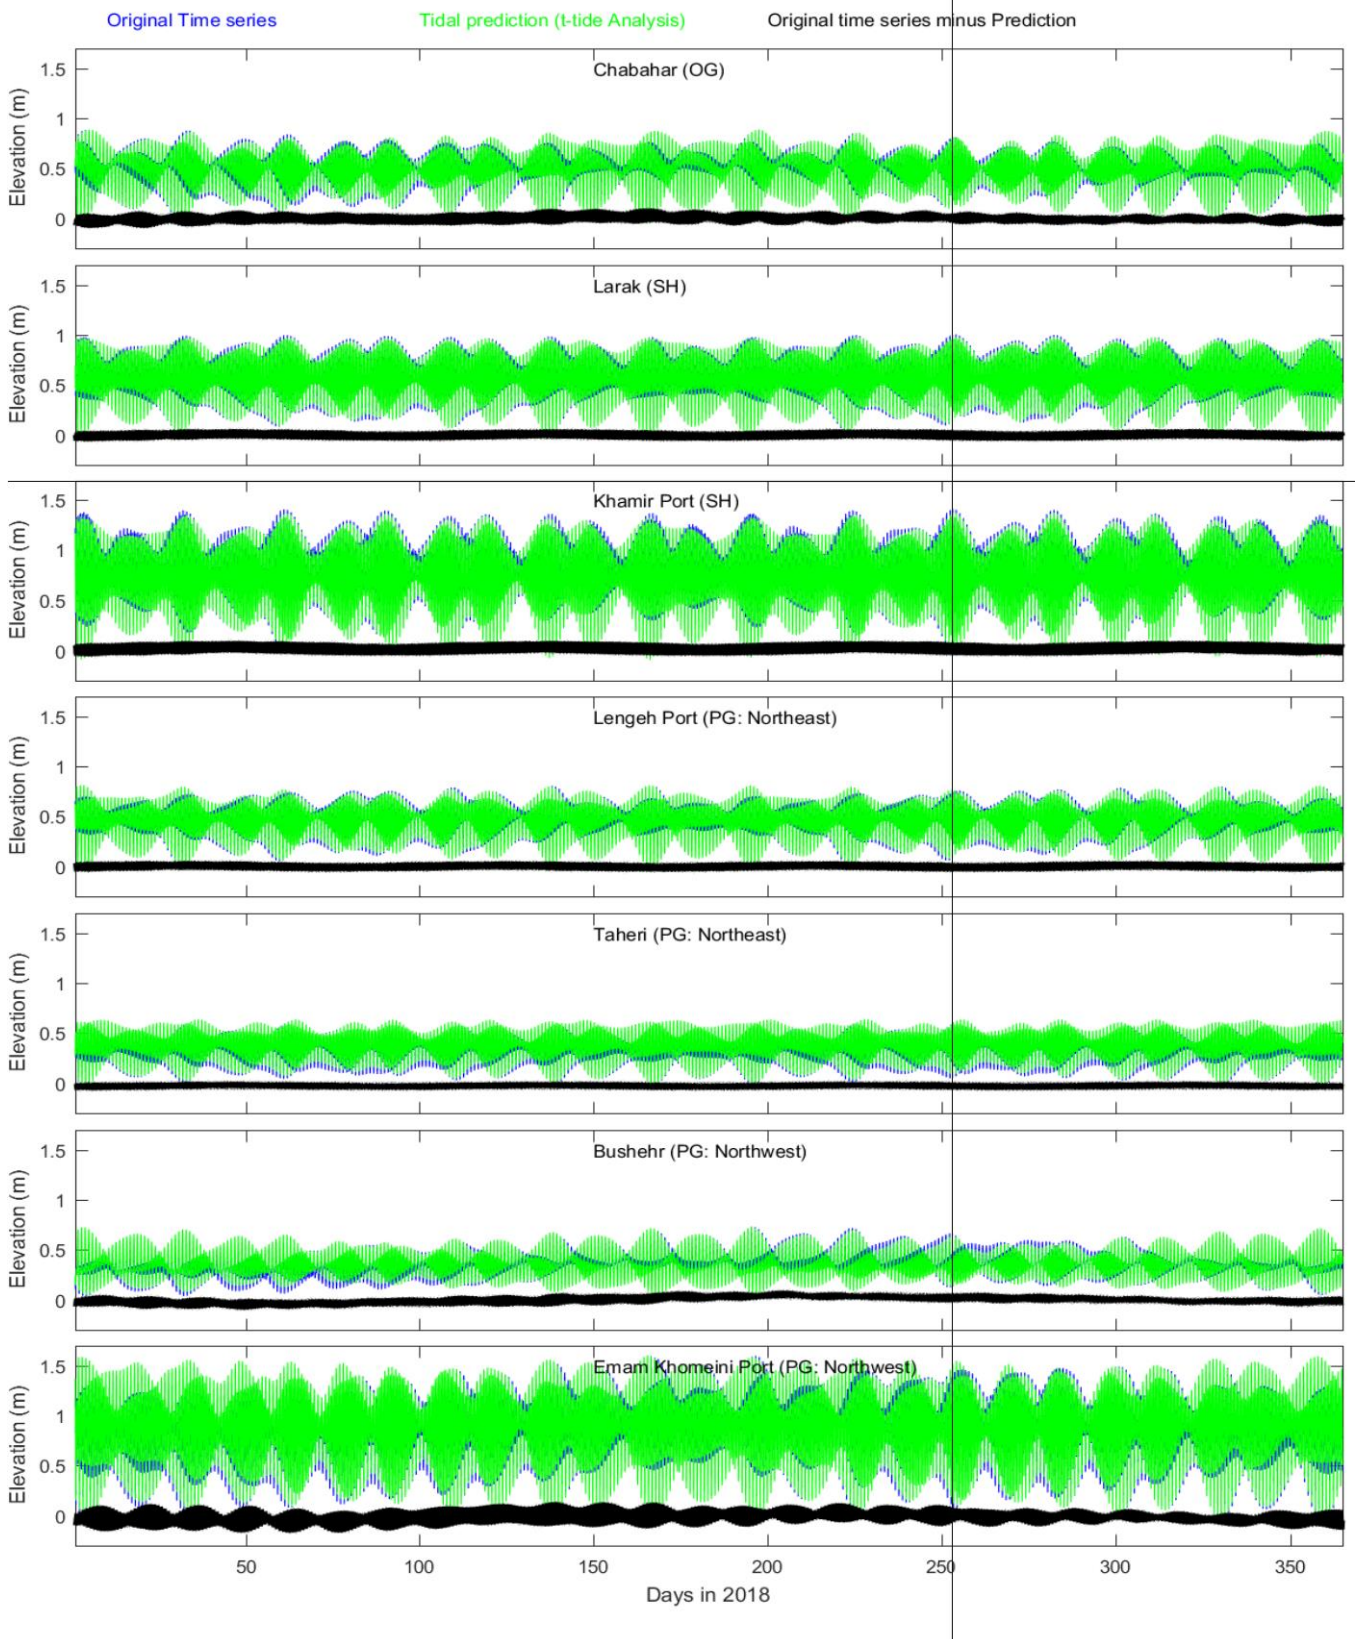 Original Time series Tidal prediction (t-tide Analysis) Original time series minus Prediction
Chabahar (OG)
1.5
1
0.5
0
Elevation (m)
Larak (SH)
1.5
1
0.5
0
Elevation (m)
Khamir Port (SH)
1.5
1
0.5
0
Elevation (m)
Lengeh Port (PG: Northeast)
1.5
1
0.5
0
Elevation (m)
Taheri (PG: Northeast)
1.5
1
0.5
0
Elevation (m)
Bushehr (PG: Northwest)
1.5
1
0.5
0
Elevation (m)
Emam Khomeini Port (PG: Northwest)
1.5
1
0.5
0
Elevation (m)
50 100 150 200 250 300 350
Days in 2018